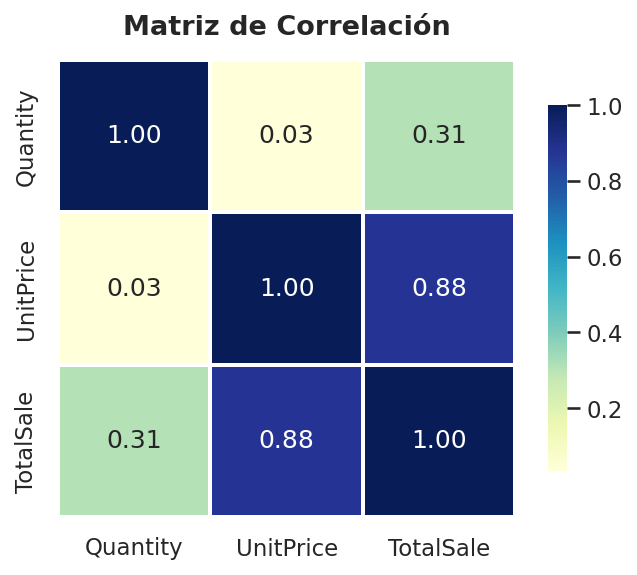 Matriz de Correlación
Quantity
1.00
0.03
0.31
UnitPrice
0.03
1.00
0.88
TotalSale
0.31
0.88
1.00
Quantity
UnitPrice
TotalSale
1.0
0.8
0.6
0.4
0.2